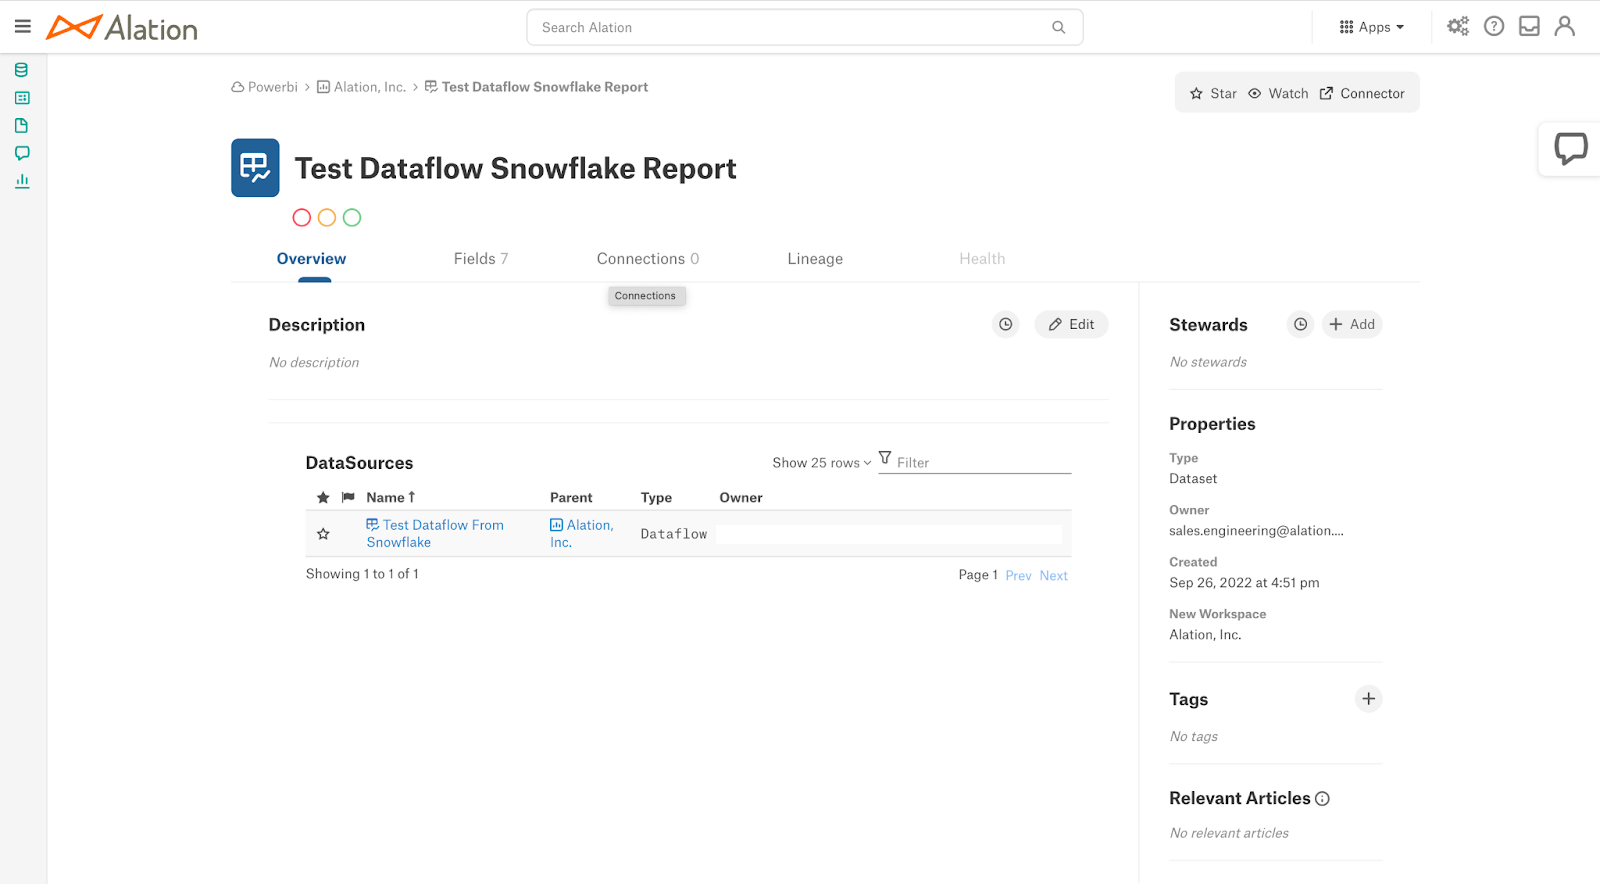 Alation
Search Alation
Apps
Powerbi > Alation, Inc. > Test Dataflow Snowflake Report
Star Watch Connector
Test Dataflow Snowflake Report
Overview Fields 7 Connections 0 Lineage Health
Connections
Description
Edit
No description
DataSources
Show 25 rows
Filter
Name ↑ Parent Type Owner
Test Dataflow From Snowflake
Alation, Inc.
Dataflow
Showing 1 to 1 of 1
Page 1 Prev Next
Stewards
Add
No stewards
Properties
Type
Dataset
Owner
sales.engineering@alation....
Created
Sep 26, 2022 at 4:51 pm
New Workspace
Alation, Inc.
Tags
No tags
Relevant Articles
No relevant articles